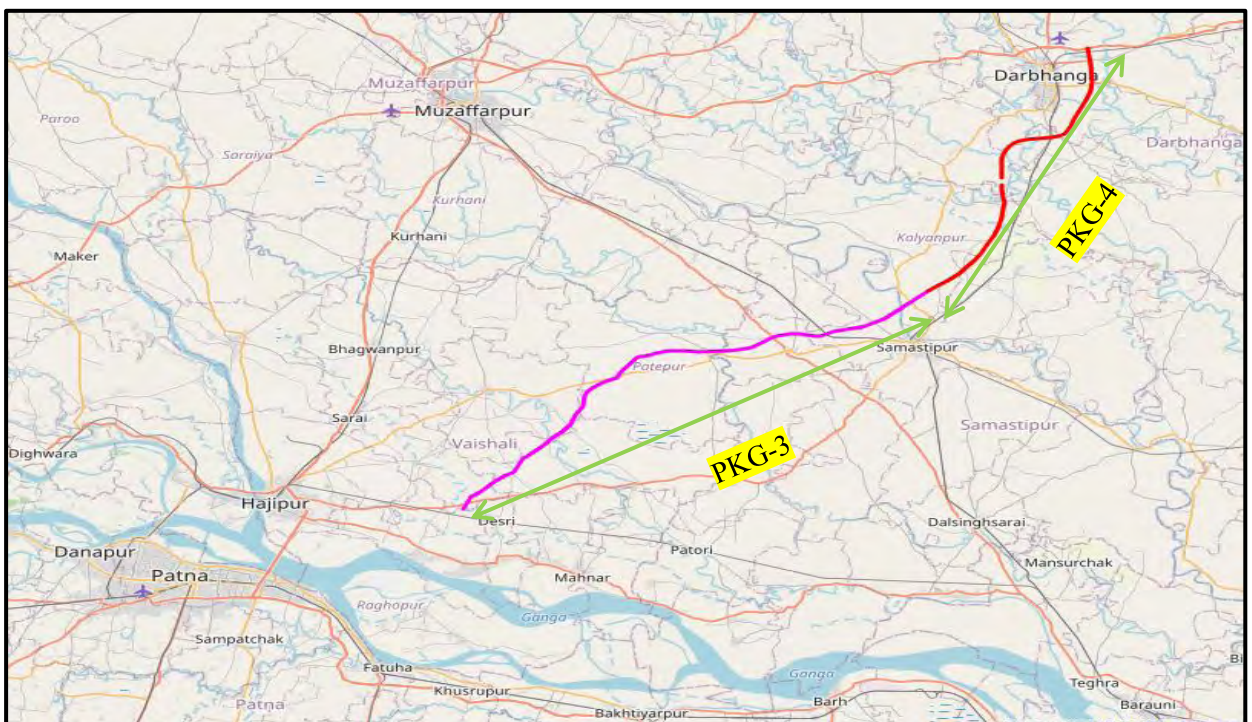 Darbhanga
Muzaffarpur
Muzaffarpur
Paroo
Darbhanga
Saraiya
Kurhani
PKG-4
Kurhani
Kalyanpur
Maker
Bhagwanpur
Samastipur
Patepur
Sarai
Samastipur
Vaishali
Dighwara
PKG-3
Hajipur
Desri
Dalsinghsarai
Danapur
Patna
Patori
Mansurchak
Mahnar
Raghopur
Ganga
Sampatchak
Fatuha
Ganga
Khusrupur
Teghra
Patna
Barh
Barauni
Bakhtiyarpur